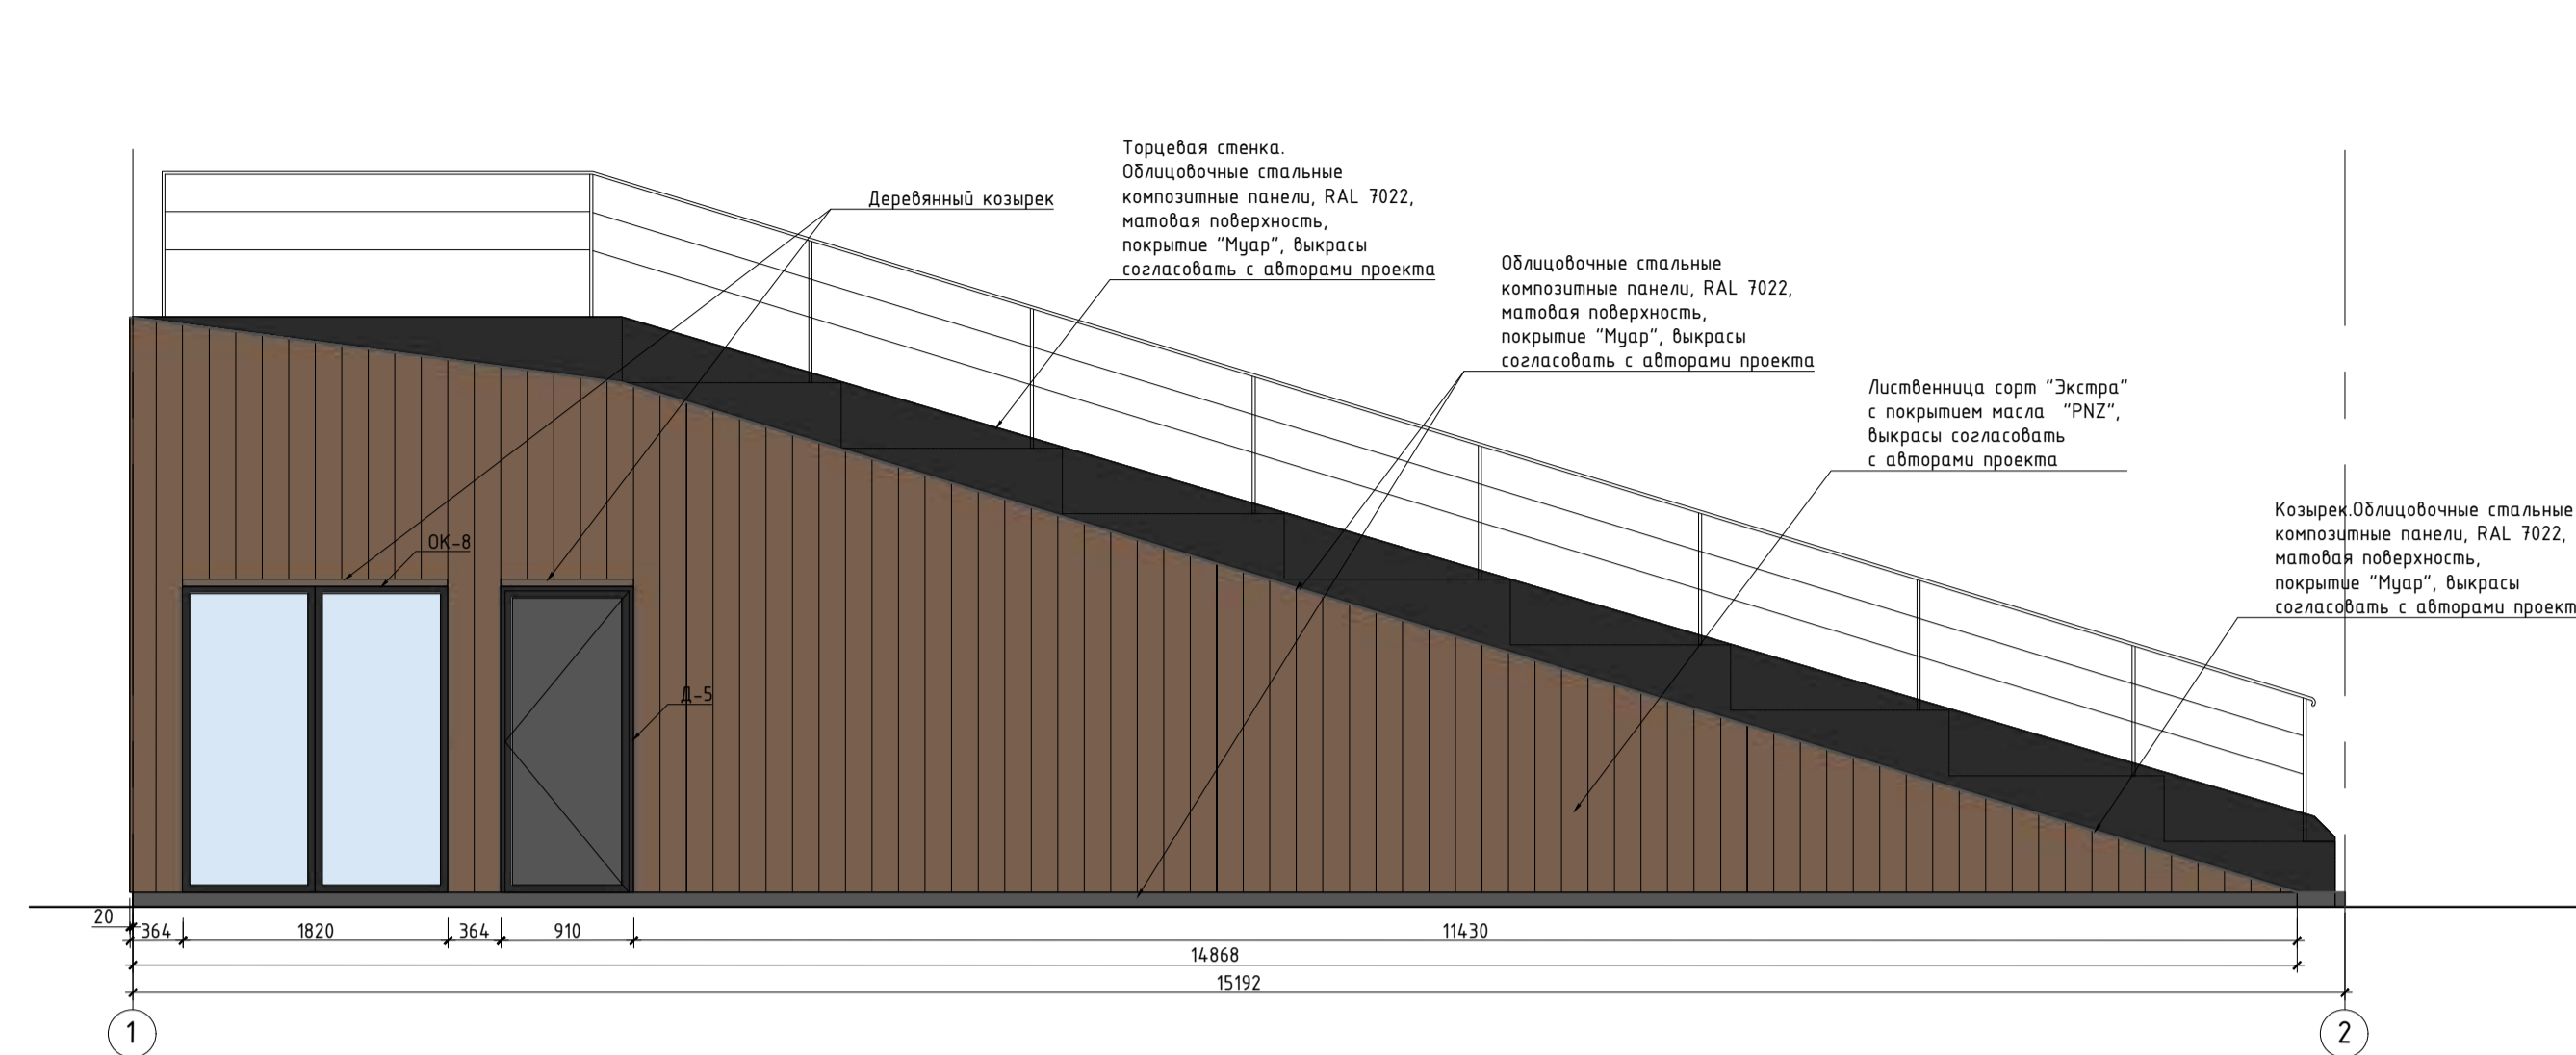 Торцевая стенка.
Облицовочные стальные
композитные панели, RAL 7022,
матовая поверхность,
покрытие "Муар", выкрасы
согласовать с авторами проекта
Деревянный козырек
Облицовочные стальные
композитные панели, RAL 7022,
матовая поверхность,
покрытие "Муар", выкрасы
согласовать с авторами проекта
Лиственница сорт "Экстра"
с покрытием масла "PNZ",
выкрасы согласовать
с авторами проекта
Козырек.Облицовочные стальные
композитные панели, RAL 7022,
матовая поверхность,
покрытие "Муар", выкрасы
согласовать с авторами проект
ОК-8
Д-5
20
364 1820 364 910 11430
14868
15192
1 2